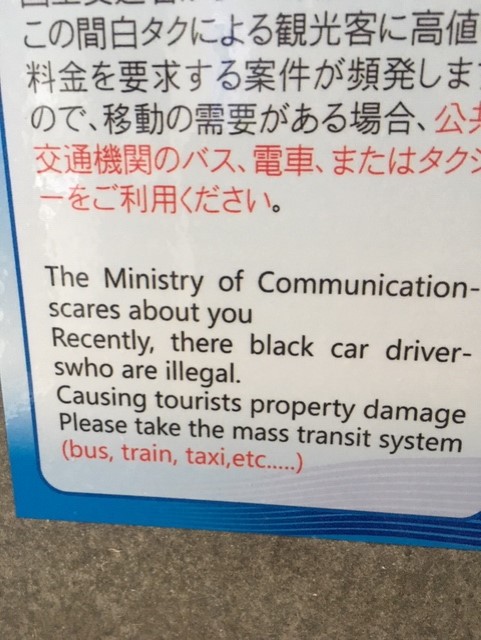 この間白タクによる観光客に高値
料金を要求する案件が頻発しま
ので、移動の需要がある場合、公共
交通機関のバス、電車、またはタクシ
ーをご利用ください。
The Ministry of Communication-
scares about you
Recently, there black car driver-
swho are illegal.
Causing tourists property damage
Please take the mass transit system
(bus, train, taxi,etc.....)